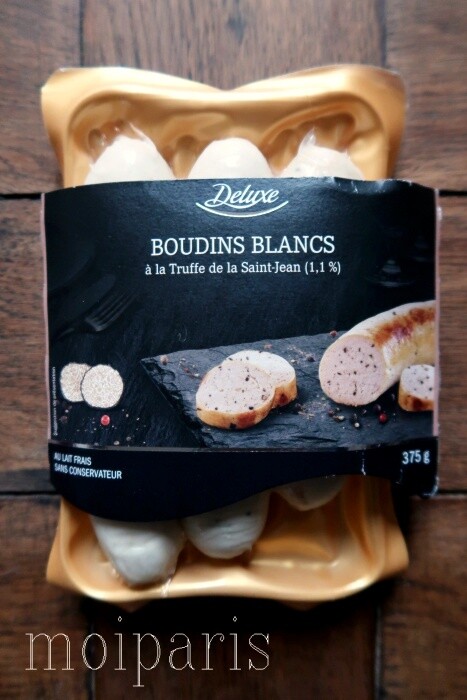 Deluxe
BOUDINS BLANCS
à la Truffe de la Saint-Jean (1,1 %)
AU LAIT FRAIS
SANS CONSERVATEUR
375 g
moiparis